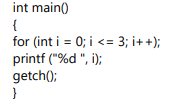 int main()
{
for (int i = 0; i <= 3; i++);
printf ("%d ", i);
getch();
}